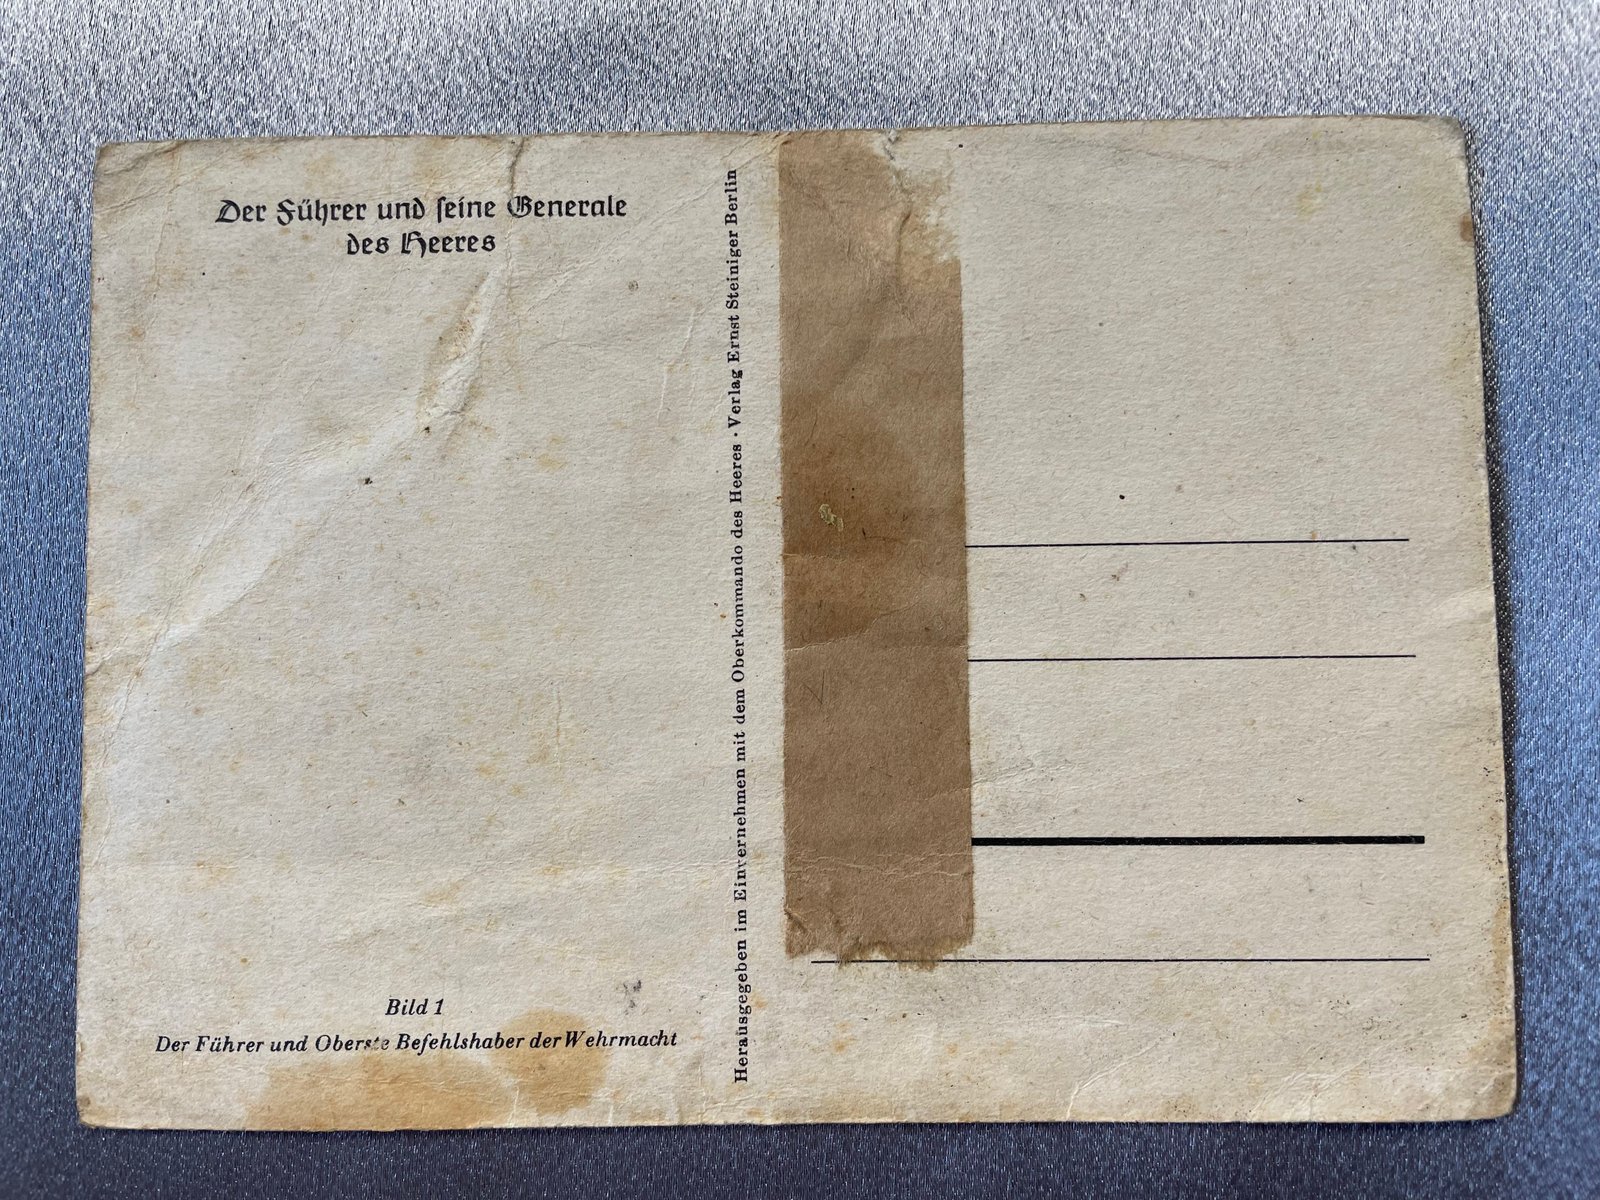 Der Führer und seine Generale
des Heeres
Bild 1
Der Führer und Oberste Befehlshaber der Wehrmacht
Herausgegeben im Einvernehmen mit dem Oberkommando des Heeres · Verlag Ernst Steiniger Berlin